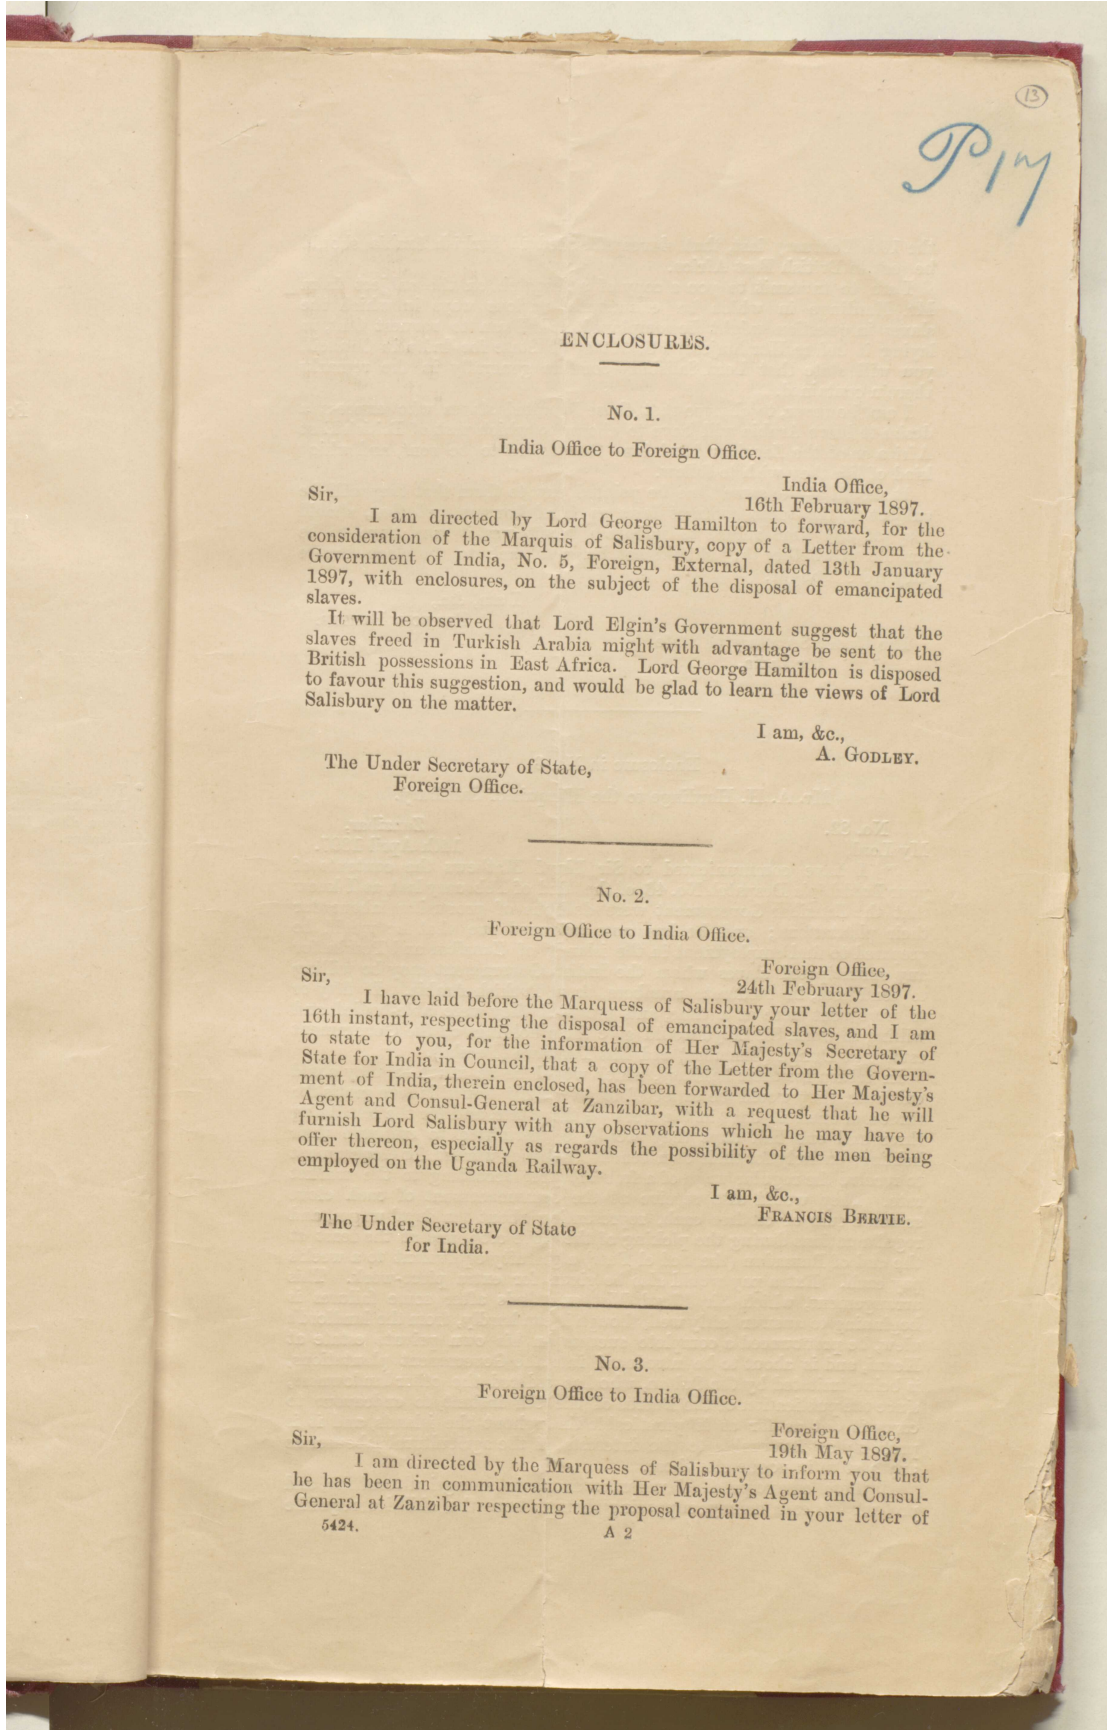 13
P 17
ENCLOSURES.
No. 1.
India Office to Foreign Office.
India Office,
16th February 1897.
Sir,
I am directed by Lord George Hamilton to forward, for the
consideration of the Marquis of Salisbury, copy of a Letter from the
Government of India, No. 5, Foreign, External, dated 13th January
1897, with enclosures, on the subject of the disposal of emancipated
slaves.
It will be observed that Lord Elgin's Government suggest that the
slaves freed in Turkish Arabia might with advantage be sent to the
British possessions in East Africa. Lord George Hamilton is disposed
to favour this suggestion, and would be glad to learn the views of Lord
Salisbury on the matter.
I am, &c.,
A. GODLEY.
The Under Secretary of State,
Foreign Office.
No. 2.
Foreign Office to India Office.
Foreign Office,
24th February 1897.
Sir,
I have laid before the Marquess of Salisbury your letter of the
16th instant, respecting the disposal of emancipated slaves, and I am
to state to you, for the information of Her Majesty's Secretary of
State for India in Council, that a copy of the Letter from the Govern-
ment of India, therein enclosed, has been forwarded to Her Majesty's
Agent and Consul-General at Zanzibar, with a request that he will
furnish Lord Salisbury with any observations which he may have to
offer thereon, especially as regards the possibility of the men being
employed on the Uganda Railway.
I am, &c.,
FRANCIS BERTIE.
The Under Secretary of State
for India.
No. 3.
Foreign Office to India Office.
Foreign Office,
19th May 1897.
Sir,
I am directed by the Marquess of Salisbury to inform you that
he has been in communication with Her Majesty's Agent and Consul-
General at Zanzibar respecting the proposal contained in your letter of
5424.
A 2